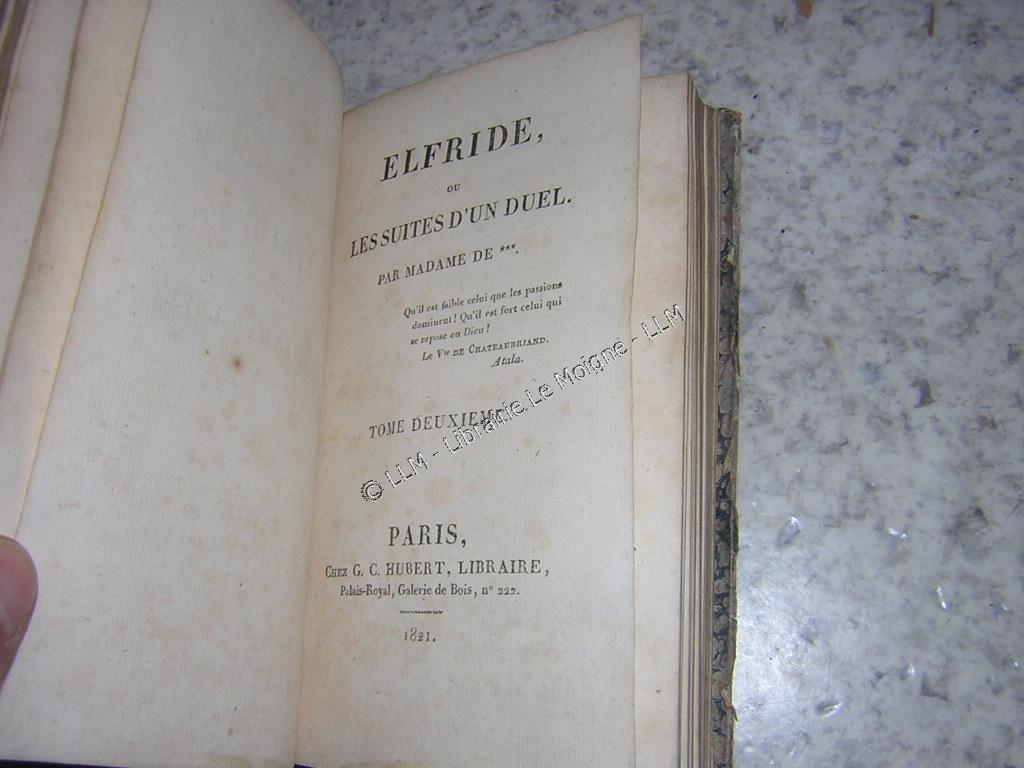 ELFRIDE,
OU
LES SUITES D'UN DUEL.
PAR MADAME DE ***.
Qu'il est faible celui que les passions
dominent! Qu'il est fort celui qui
se repose en Dieu!
LE Vte DE CHATEAUBRIAND.
Atala.
TOME DEUXIEME
© LLM - Librairie Le Moigne - LLM
PARIS,
CHEZ G. C. HUBERT, LIBRAIRE,
Palais-Royal, Galerie de Bois, n° 222.
1821.